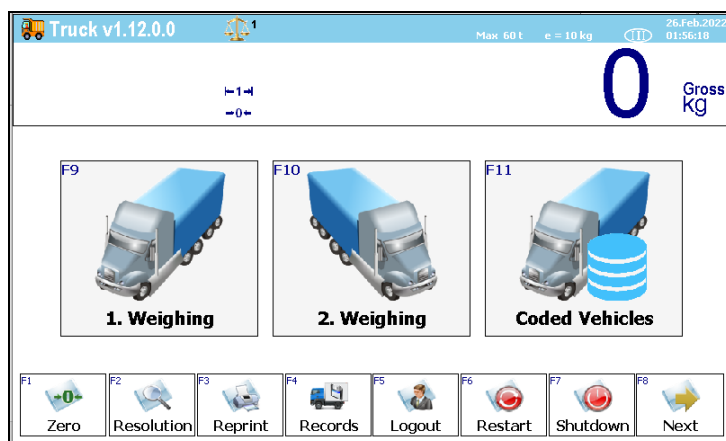 Truck v1.12.0.0
1
Max 60 t e = 10 kg III 26.Feb.2022
01:56:18
1
0
0 Gross
kg
F9 F10 F11
1. Weighing 2. Weighing Coded Vehicles
F1 F2 F3 F4 F5 F6 F7 F8
0
Zero Resolution Reprint Records Logout Restart Shutdown Next